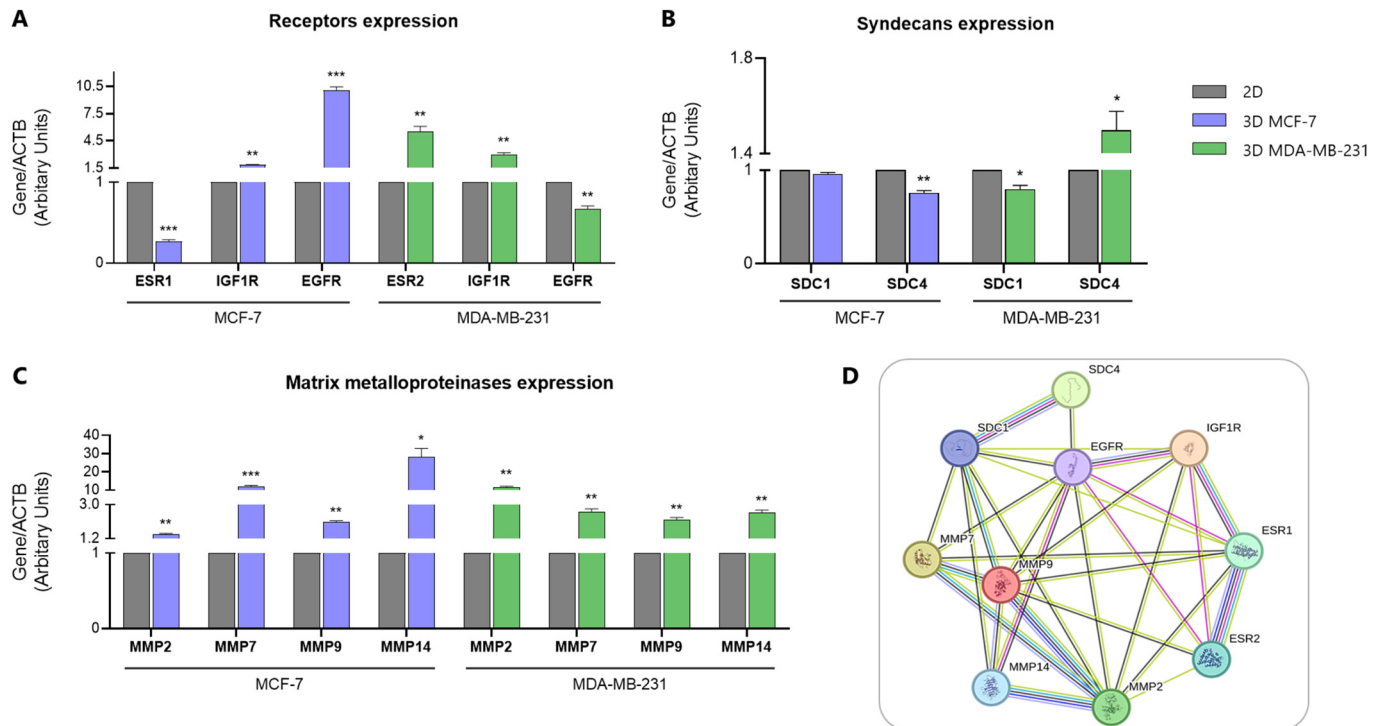 A
Receptors expression
Gene/ACTB
(Arbitary Units)
10.5
7.5
4.5
1.5
1
0
***
**
***
**
**
**
ESR1 IGF1R EGFR ESR2 IGF1R EGFR
MCF-7 MDA-MB-231
B
Syndecans expression
Gene/ACTB
(Arbitary Units)
1.8
1.4
1
0
**
*
*
SDC1 SDC4 SDC1 SDC4
MCF-7 MDA-MB-231
2D
3D MCF-7
3D MDA-MB-231
C
Matrix metalloproteinases expression
Gene/ACTB
(Arbitary Units)
40
30
20
10
3.0
1.2
1
0
**
***
**
*
**
**
**
**
MMP2 MMP7 MMP9 MMP14 MMP2 MMP7 MMP9 MMP14
MCF-7 MDA-MB-231
D
SDC4
SDC1
EGFR
IGF1R
ESR1
MMP7
MMP9
ESR2
MMP14
MMP2